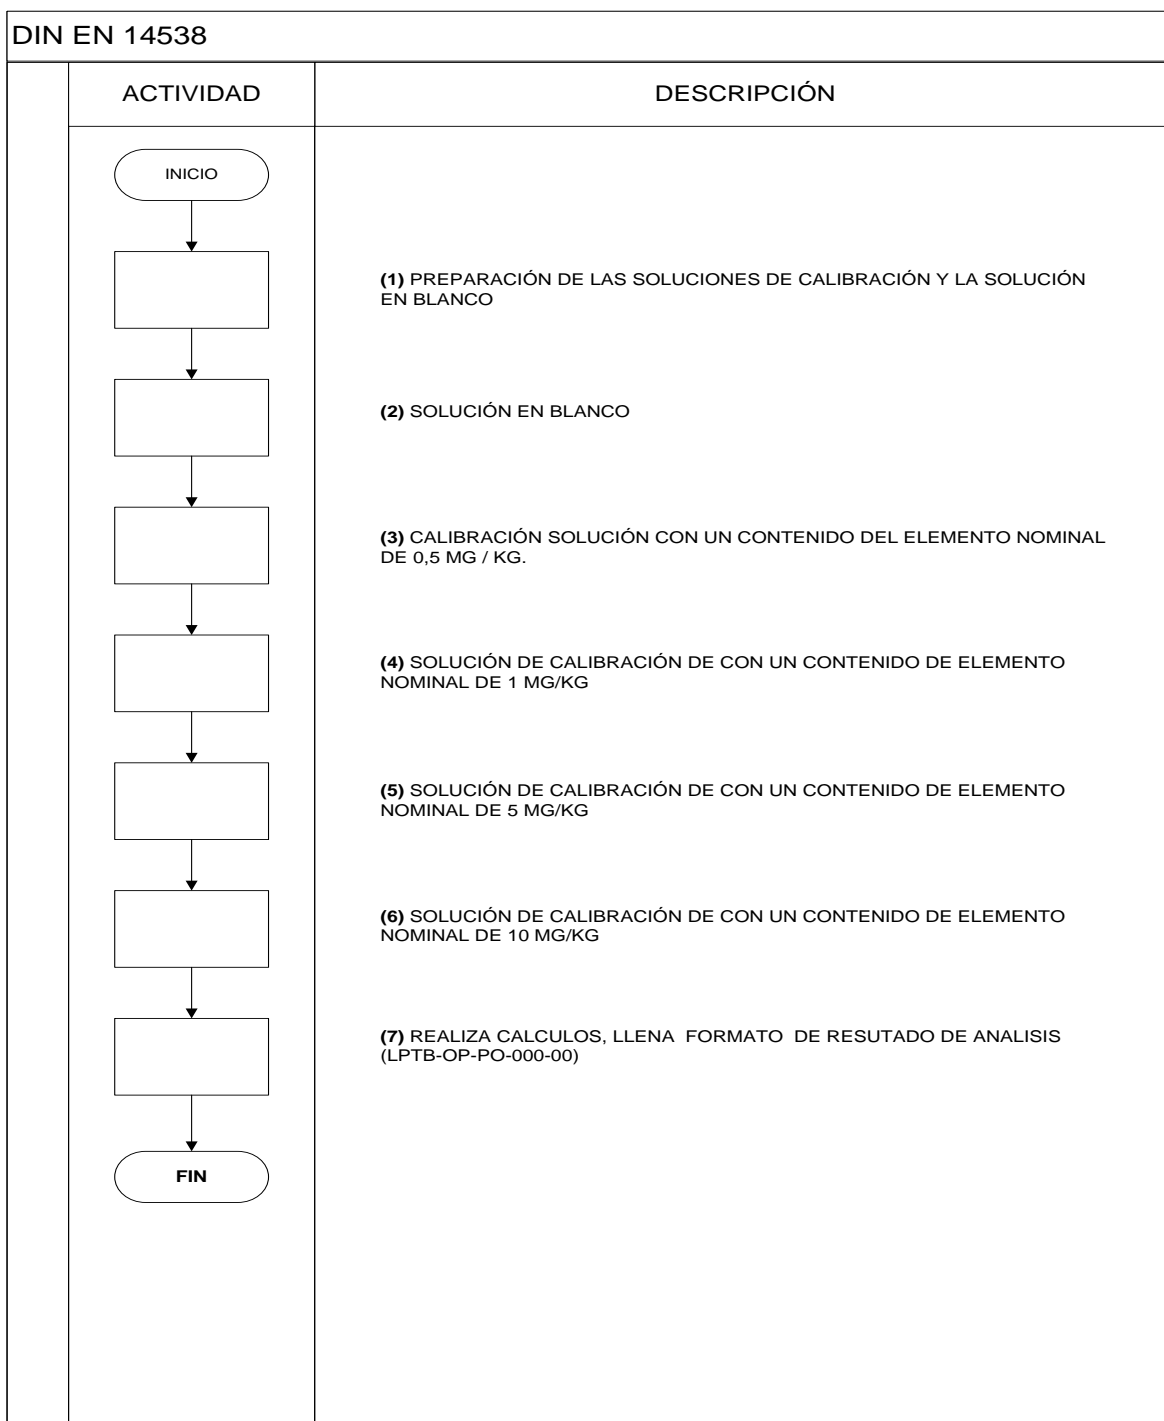 DIN EN 14538
ACTIVIDAD
DESCRIPCIÓN
INICIO
(1) PREPARACIÓN DE LAS SOLUCIONES DE CALIBRACIÓN Y LA SOLUCIÓN
EN BLANCO
(2) SOLUCIÓN EN BLANCO
(3) CALIBRACIÓN SOLUCIÓN CON UN CONTENIDO DEL ELEMENTO NOMINAL
DE 0,5 MG / KG.
(4) SOLUCIÓN DE CALIBRACIÓN DE CON UN CONTENIDO DE ELEMENTO
NOMINAL DE 1 MG/KG
(5) SOLUCIÓN DE CALIBRACIÓN DE CON UN CONTENIDO DE ELEMENTO
NOMINAL DE 5 MG/KG
(6) SOLUCIÓN DE CALIBRACIÓN DE CON UN CONTENIDO DE ELEMENTO
NOMINAL DE 10 MG/KG
(7) REALIZA CALCULOS, LLENA FORMATO DE RESUTADO DE ANALISIS
(LPTB-OP-PO-000-00)
FIN